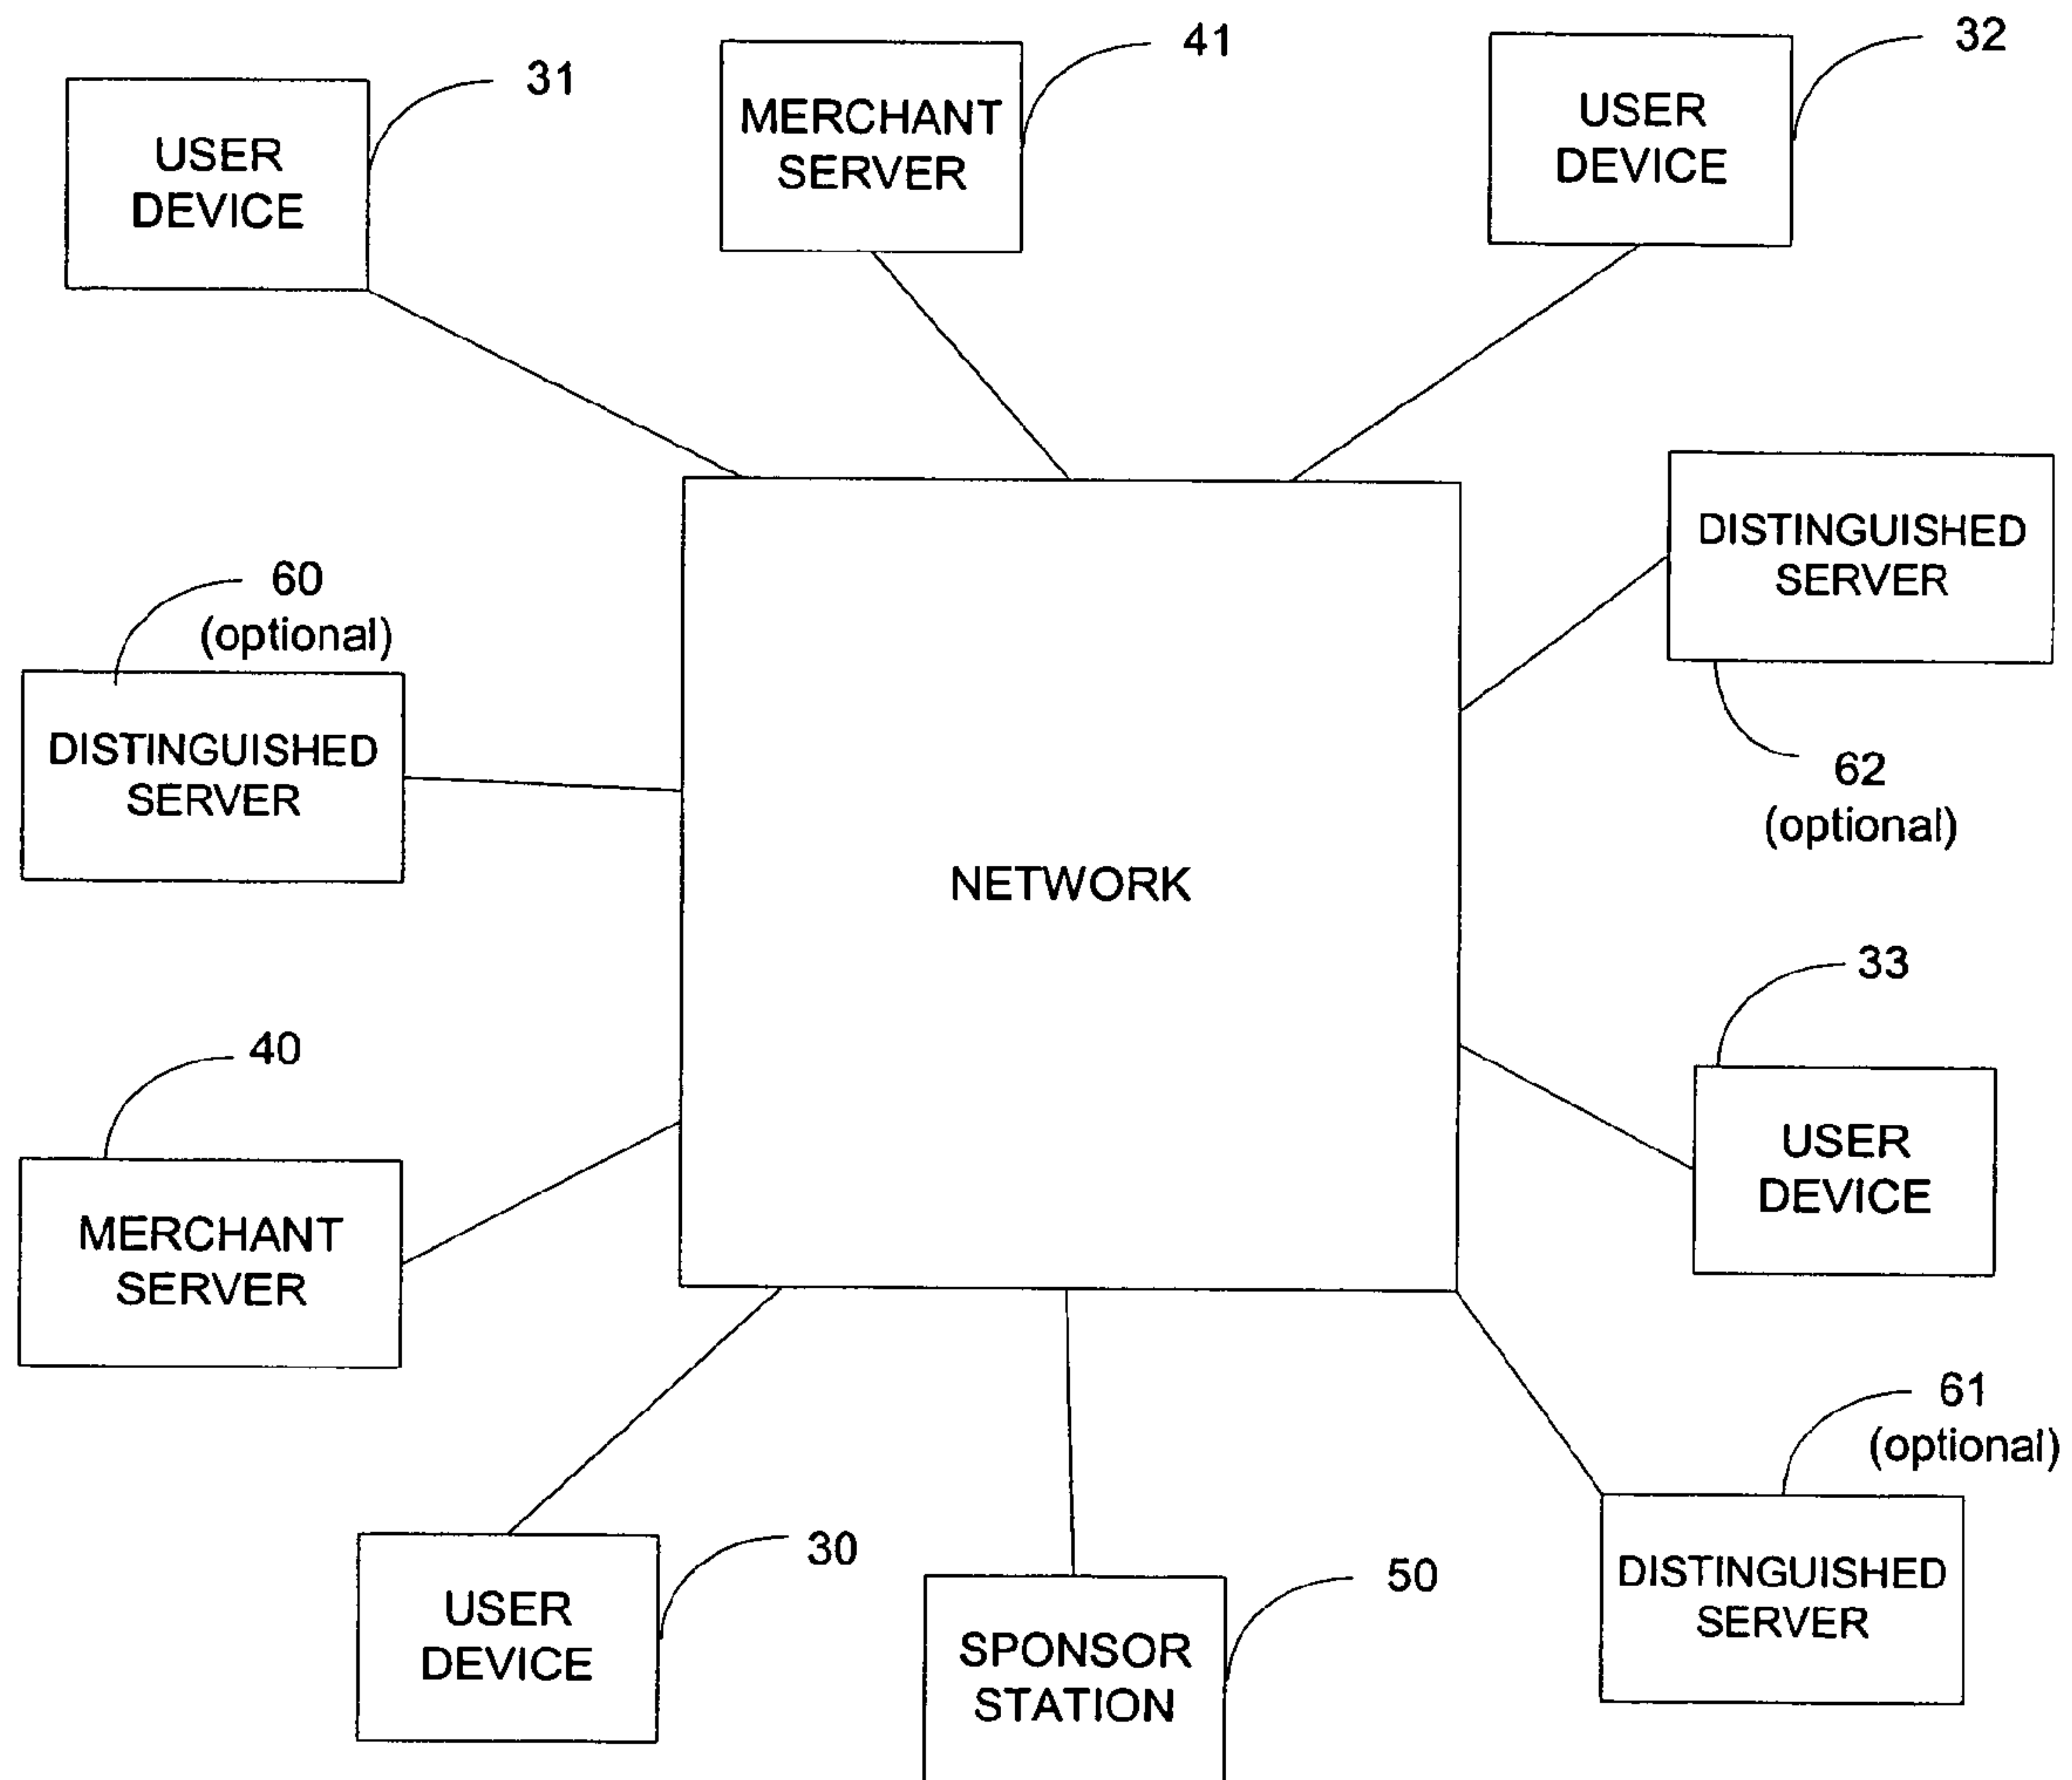 31
USER
DEVICE
41
MERCHANT
SERVER
32
USER
DEVICE
DISTINGUISHED
SERVER
62
(optional)
60
(optional)
DISTINGUISHED
SERVER
NETWORK
33
USER
DEVICE
40
MERCHANT
SERVER
61
(optional)
DISTINGUISHED
SERVER
30
USER
DEVICE
50
SPONSOR
STATION